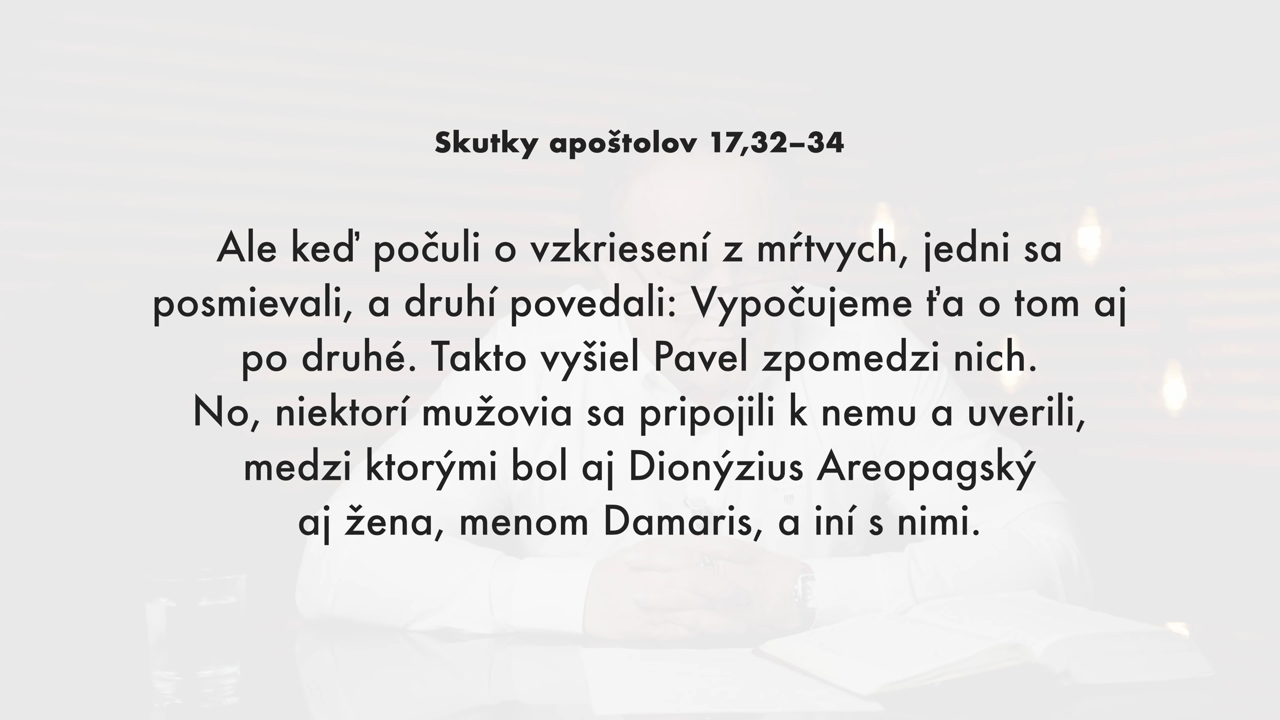 Skutky apoštolov 17,32–34
Ale keď počuli o vzkriesení z mŕtvych, jedni sa
posmievali, a druhí povedali: Vypočujeme ťa o tom aj
po druhé. Takto vyšiel Pavel zpomedzi nich.
No, niektorí mužovia sa pripojili k nemu a uverili,
medzi ktorými bol aj Dionýzius Areopagský
aj žena, menom Damaris, a iní s nimi.